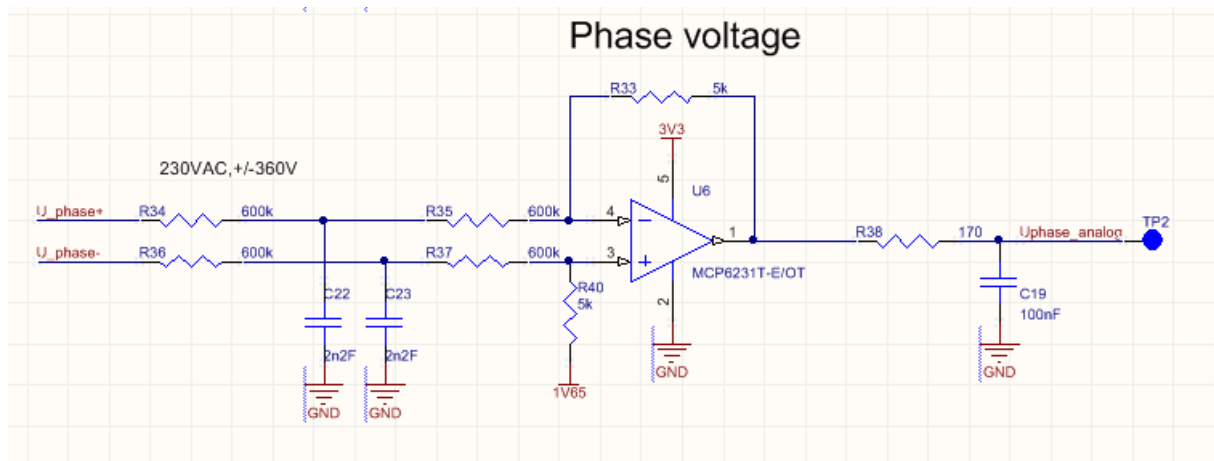 Phase voltage
R33 5k
3V3
230VAC,+/-360V
5
U6
U_phase+ R34 600k R35 600k 4 TP2
1 R38 170 Uphase_analog
U_phase- R36 600k R37 600k 3
MCP6231T-E/OT
C22 C23 R40 5k 2 C19 100nF
2n2F 2n2F
GND GND 1V65 GND GND